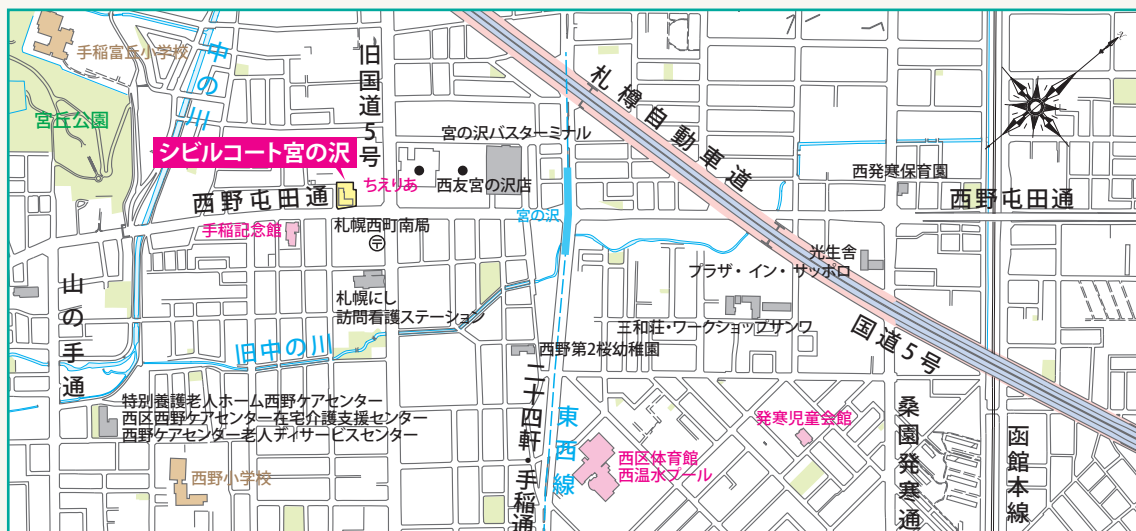 手稲富丘小学校
中の川
旧国道5号
宮丘公園
宮の沢バスターミナル
札樽自動車道
シビルコート宮の沢
ちえりあ
西友宮の沢店
西発寒保育園
西野屯田通
西野屯田通
宮の沢
手稲記念館
札幌西町南局
〒
光生舎
プラザ・イン・サッポロ
山の手通
札幌にし
訪問看護ステーション
三和荘・ワークショップサンワ
国道5号
旧中の川
西野第2桜幼稚園
二十四軒・手稲通
特別養護老人ホーム西野ケアセンター
西区西野ケアセンター在宅介護支援センター
西野ケアセンター老人デイサービスセンター
東西線
発寒児童会館
桑園発寒通
函館本線
西区体育館
西温水プール
西野小学校